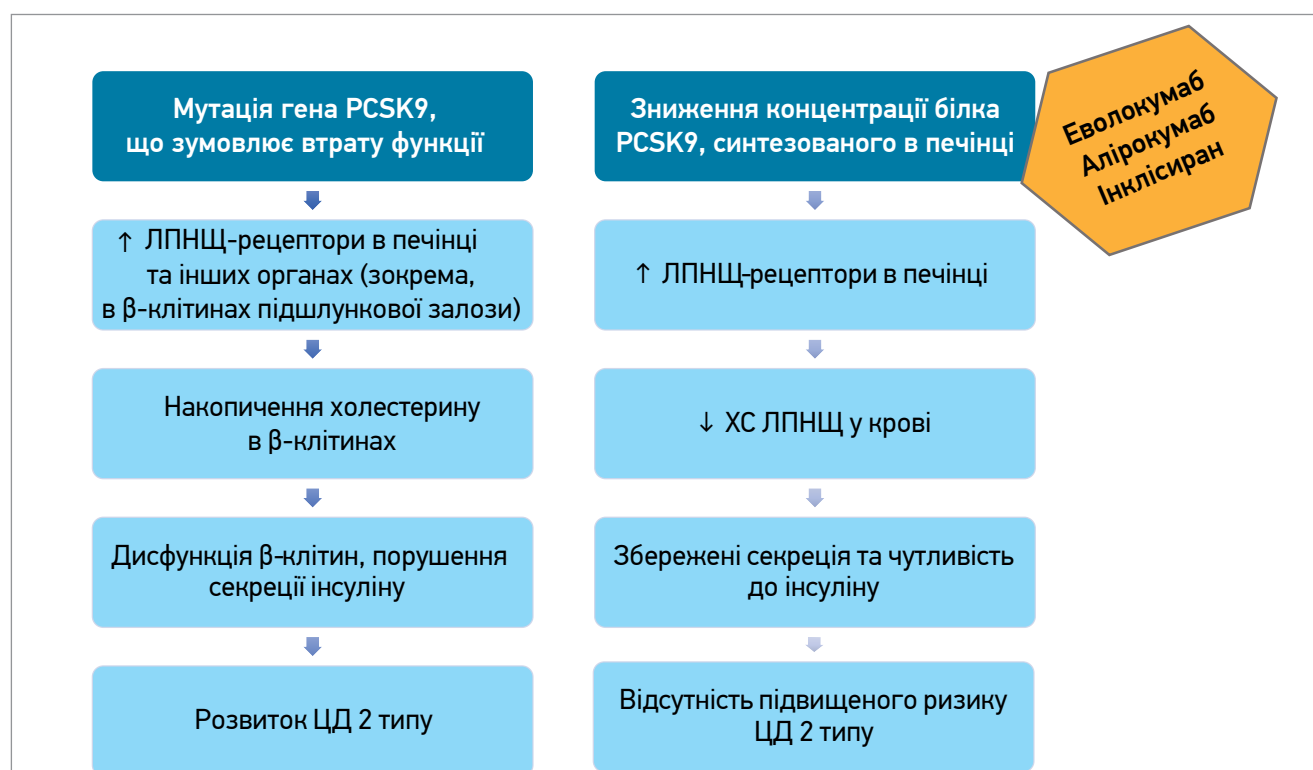 Мутація гена PCSK9,
що зумовлює втрату функції
↑ ЛПНЩ-рецептори в печінці
та інших органах (зокрема,
в β-клітинах підшлункової залози)
Накопичення холестерину
в β-клітинах
Дисфункція β-клітин, порушення
секреції інсуліну
Розвиток ЦД 2 типу
Зниження концентрації білка
PCSK9, синтезованого в печінці
↑ ЛПНЩ-рецептори в печінці
↓ ХС ЛПНЩ у крові
Збережені секреція та чутливість
до інсуліну
Відсутність підвищеного ризику
ЦД 2 типу
Еволокумаб
Алірокумаб
Інклісиран